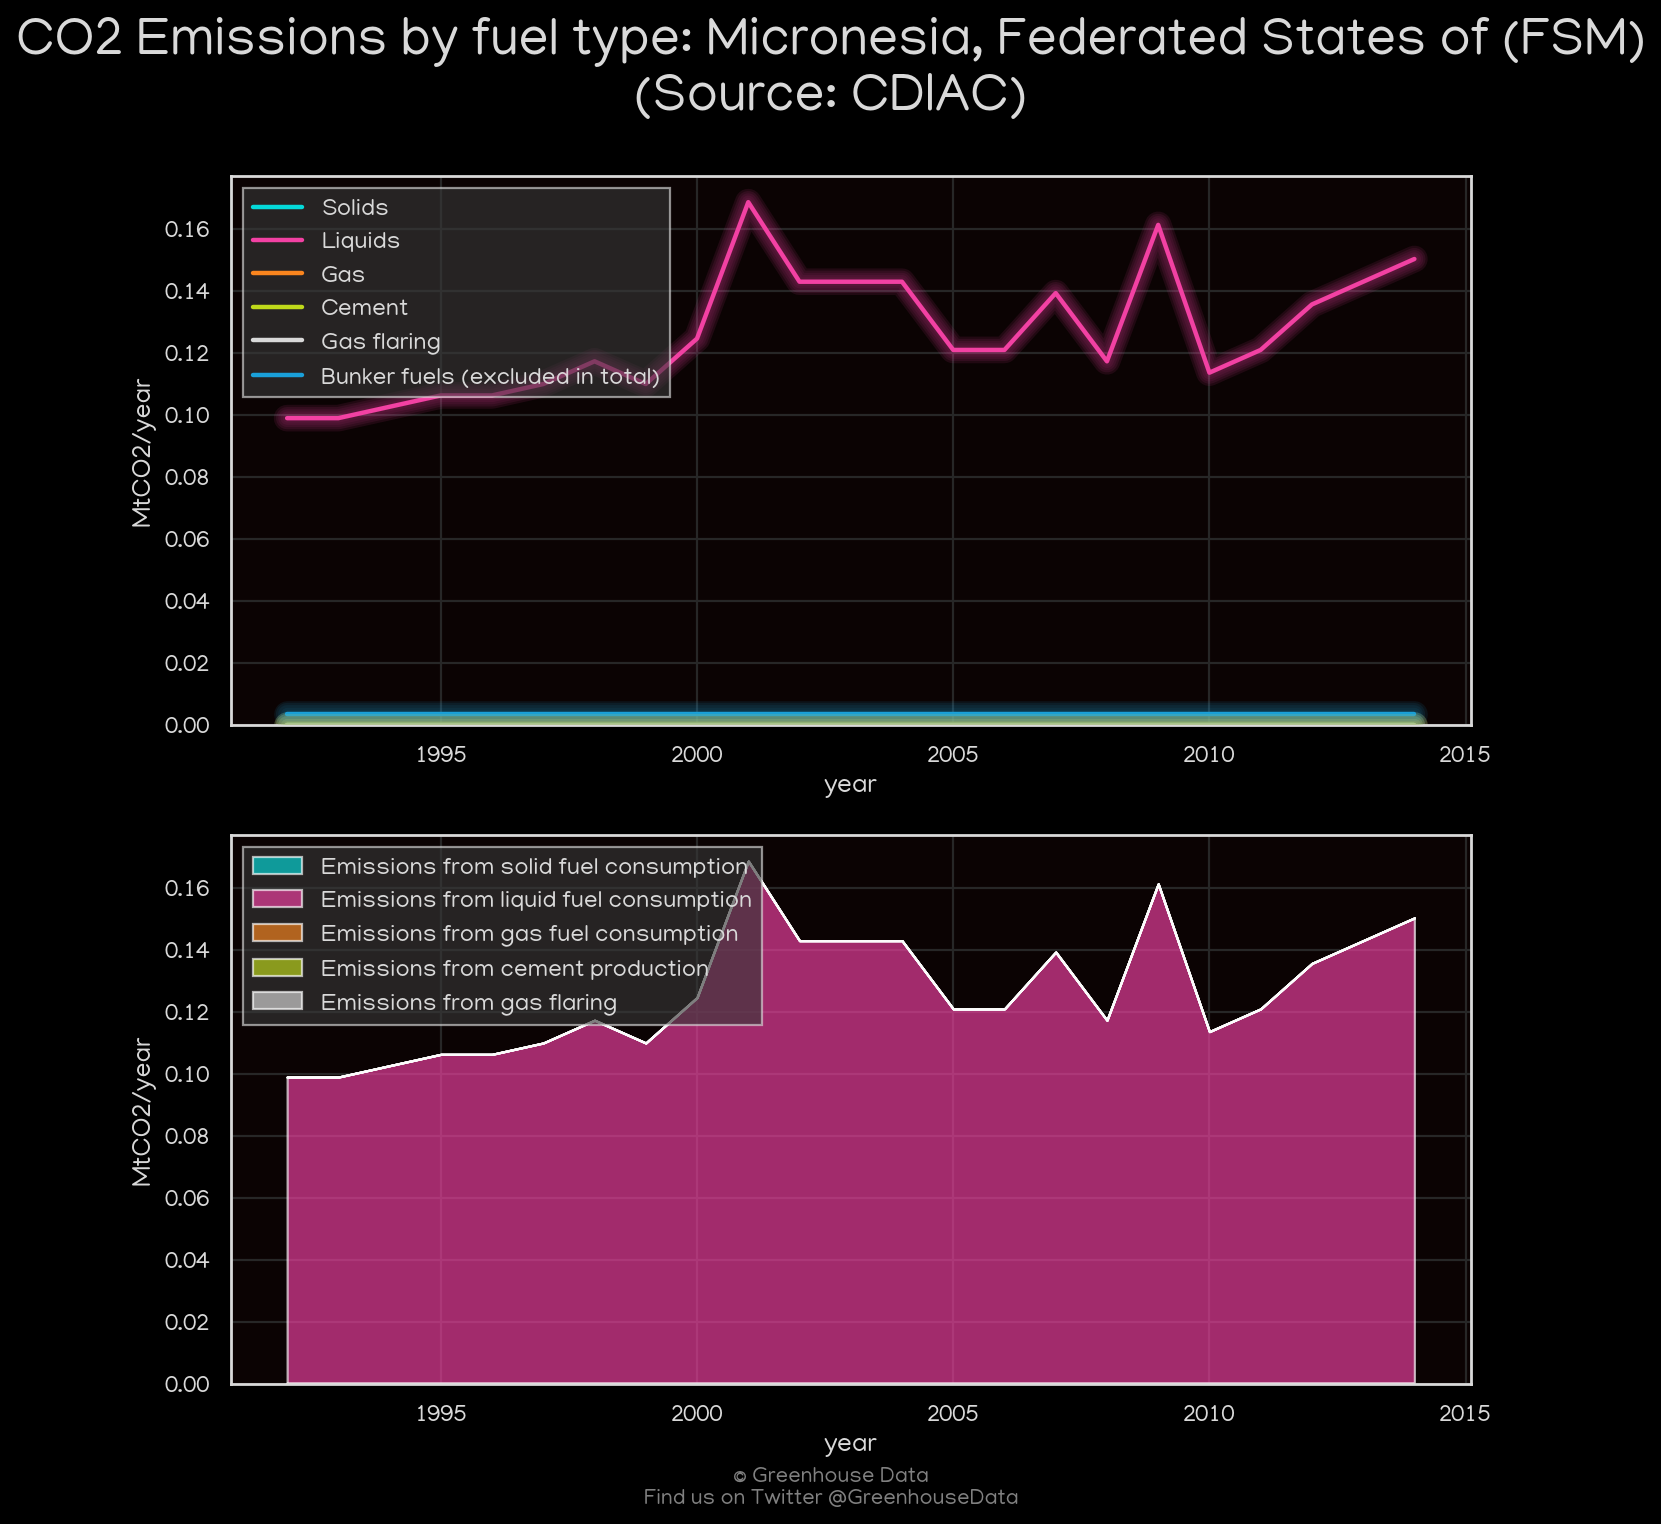 CO2 Emissions by fuel type: Micronesia, Federated States of (FSM)
(Source: CDIAC)
Solids
Liquids
Gas
Cement
Gas flaring
Bunker fuels (excluded in total)
0.16
0.14
0.12
0.10
0.08
0.06
0.04
0.02
0.00
MtCO2/year
1995 2000 2005 2010 2015
year
Emissions from solid fuel consumption
Emissions from liquid fuel consumption
Emissions from gas fuel consumption
Emissions from cement production
Emissions from gas flaring
0.16
0.14
0.12
0.10
0.08
0.06
0.04
0.02
0.00
MtCO2/year
1995 2000 2005 2010 2015
year
© Greenhouse Data
Find us on Twitter @GreenhouseData